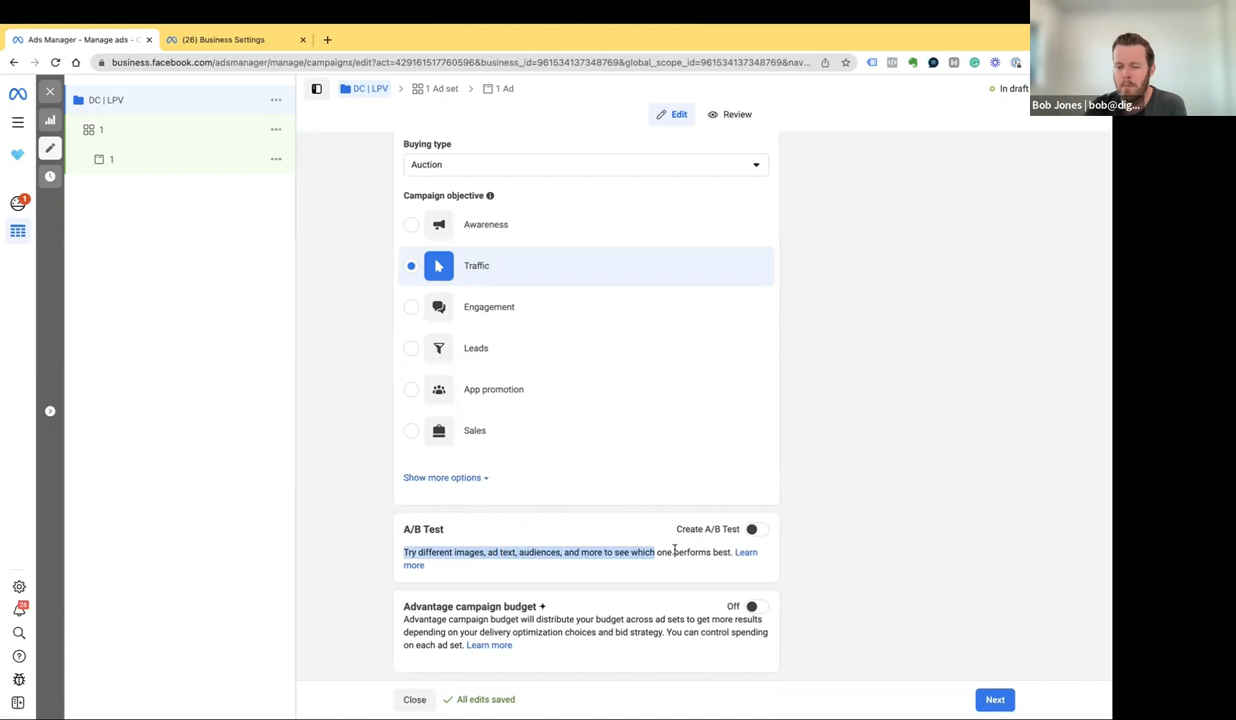 Ads Manager - Manage ads - C
(26) Business Settings
business.facebook.com/adsmanager/manage/campaigns/edit?act=429161517760596&business_id=961534137348769&global_scope_id=961534137348769&nav...
Bob Jones | bob@dig...
DC | LPV
1
1
DC | LPV
1 Ad set
1 Ad
In draft
Edit
Review
Buying type
Auction
Campaign objective
Awareness
Traffic
Engagement
Leads
App promotion
Sales
Show more options
A/B Test
Create A/B Test
Try different images, ad text, audiences, and more to see which one performs best. Learn
more
Advantage campaign budget
Off
Advantage campaign budget will distribute your budget across ad sets to get more results
depending on your delivery optimization choices and bid strategy. You can control spending
on each ad set. Learn more
Close
All edits saved
Next
1
26